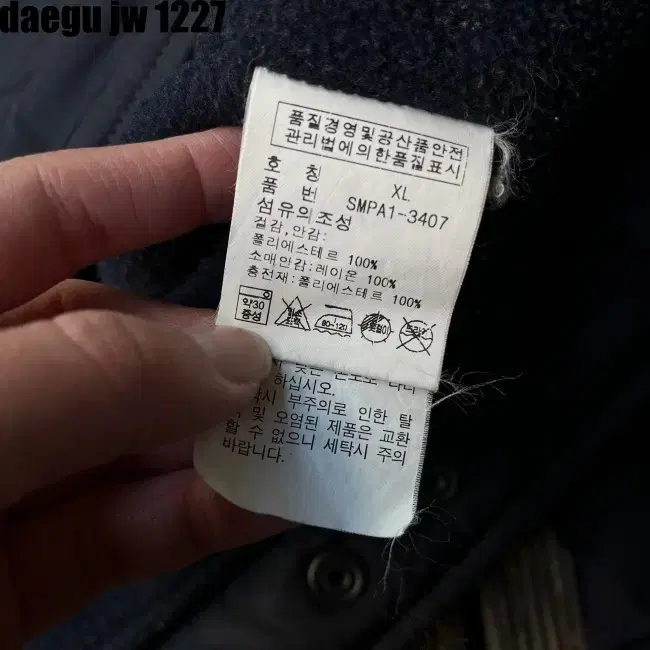 daegu jw 1227
품질경영및공산품안전
관리법에의한품질표시
호 칭 XL
품 번 SMPA1-3407
섬유의조성
겉감,안감:
폴리에스테르 100%
소매안감:레이온 100%
충전재:폴리에스테르 100%
약30
중성
80~120
드라이
하십시오.
부주의로 인한 탈
및 오염된 제품은 교환
할 수 없으니 세탁시 주의
바랍니다.